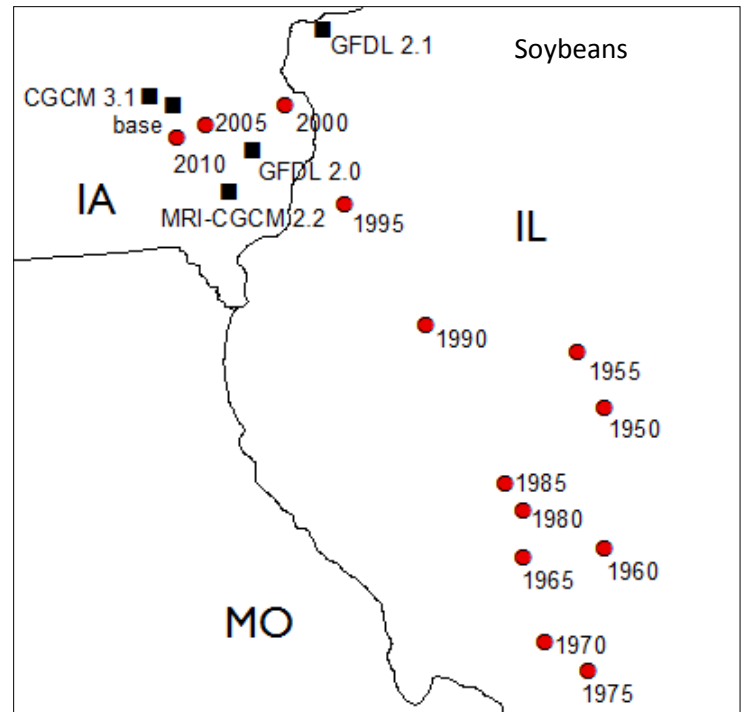 GFDL 2.1
Soybeans
CGCM 3.1
base
2005
2000
2010
GFDL 2.0
IA
MRI-CGCM 2.2
1995
IL
1990
1955
1950
1985
1980
1965
1960
MO
1970
1975